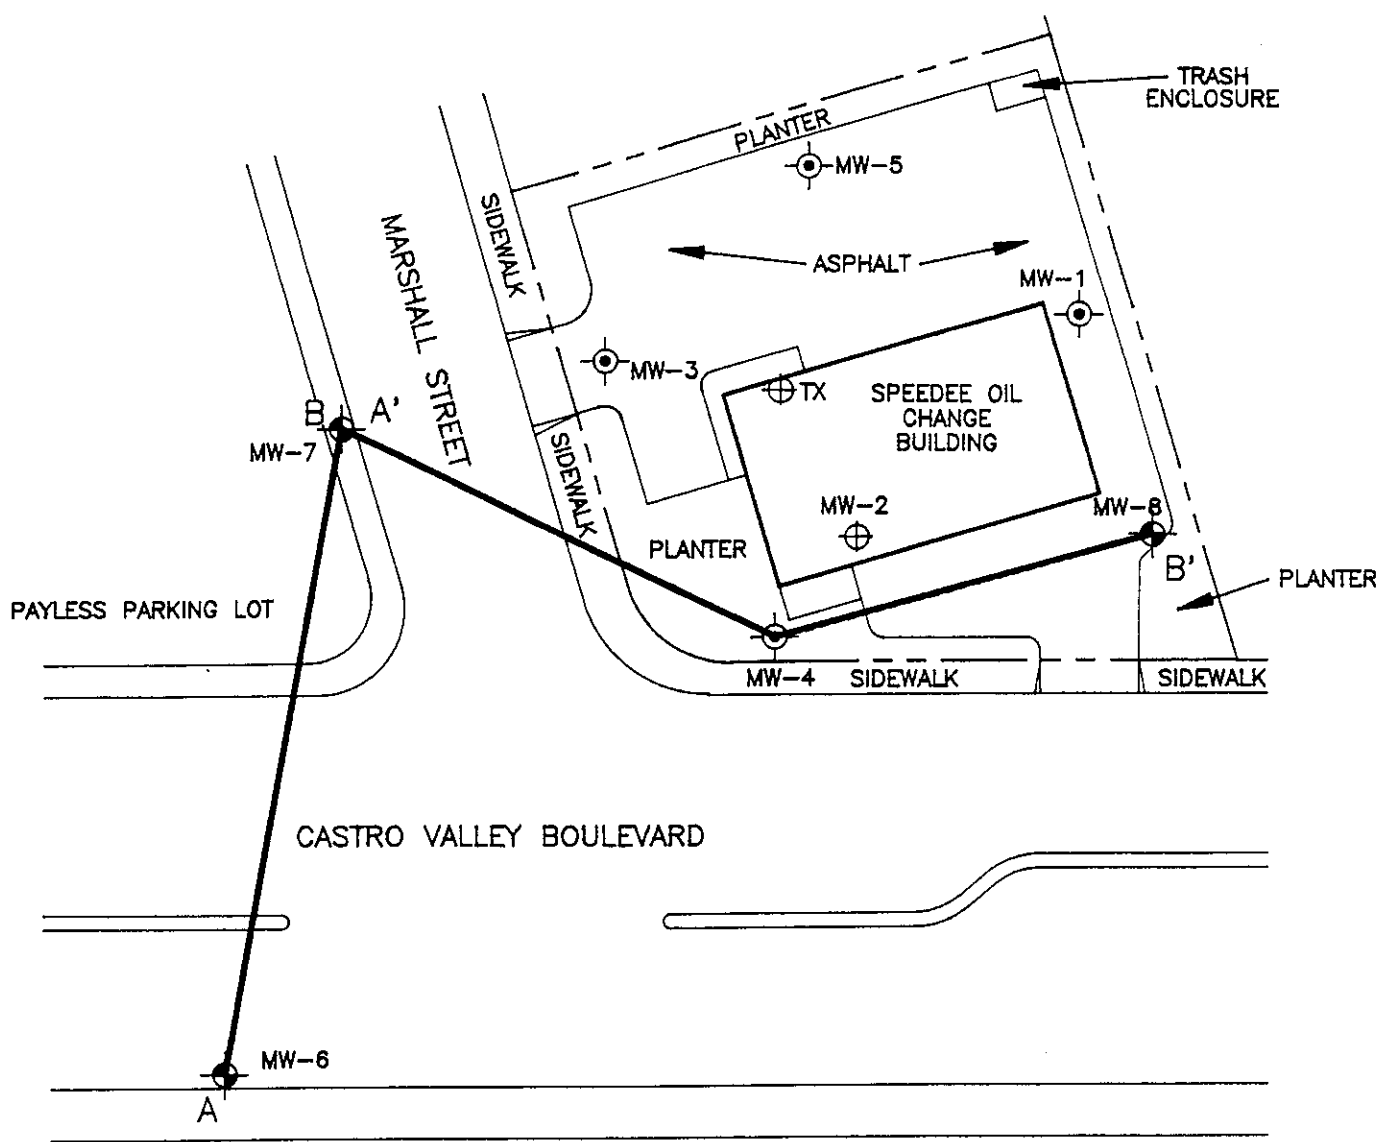 TRASH
ENCLOSURE
PLANTER
MW-5
SIDEWALK
MARSHALL STREET
ASPHALT
MW-1
MW-3
TX
SPEEDEE OIL
CHANGE
BUILDING
B
A'
MW-7
SIDEWALK
MW-2
MW-8
PLANTER
B'
PLANTER
PAYLESS PARKING LOT
MW-4
SIDEWALK
SIDEWALK
CASTRO VALLEY BOULEVARD
MW-6
A